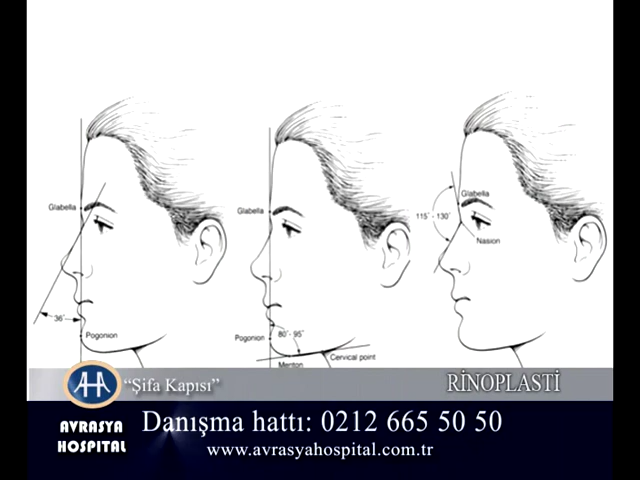 Glabella
36°
Pogonion
Glabella
Pogonion
80° - 95°
Menton
Cervical point
Glabella
115° - 130°
Nasion
AHA
"Şifa Kapısı"
RİNOPLASTİ
AVRASYA
HOSPITAL
Danışma hattı: 0212 665 50 50
www.avrasyahospital.com.tr